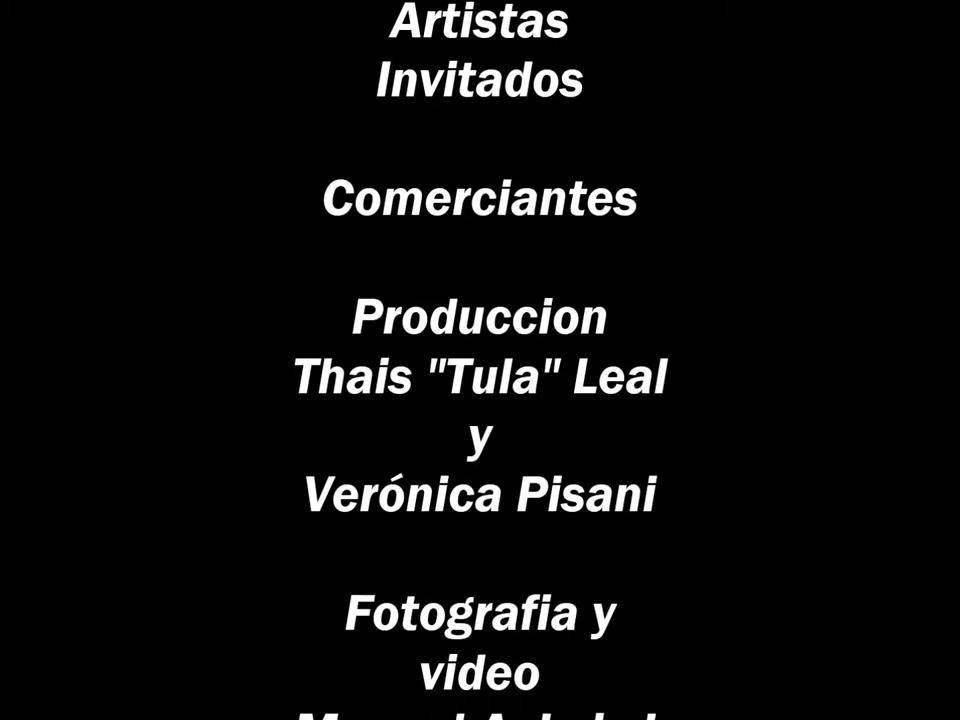 Artistas
Invitados
Comerciantes
Produccion
Thais "Tula" Leal
y
Verónica Pisani
Fotografia y
video